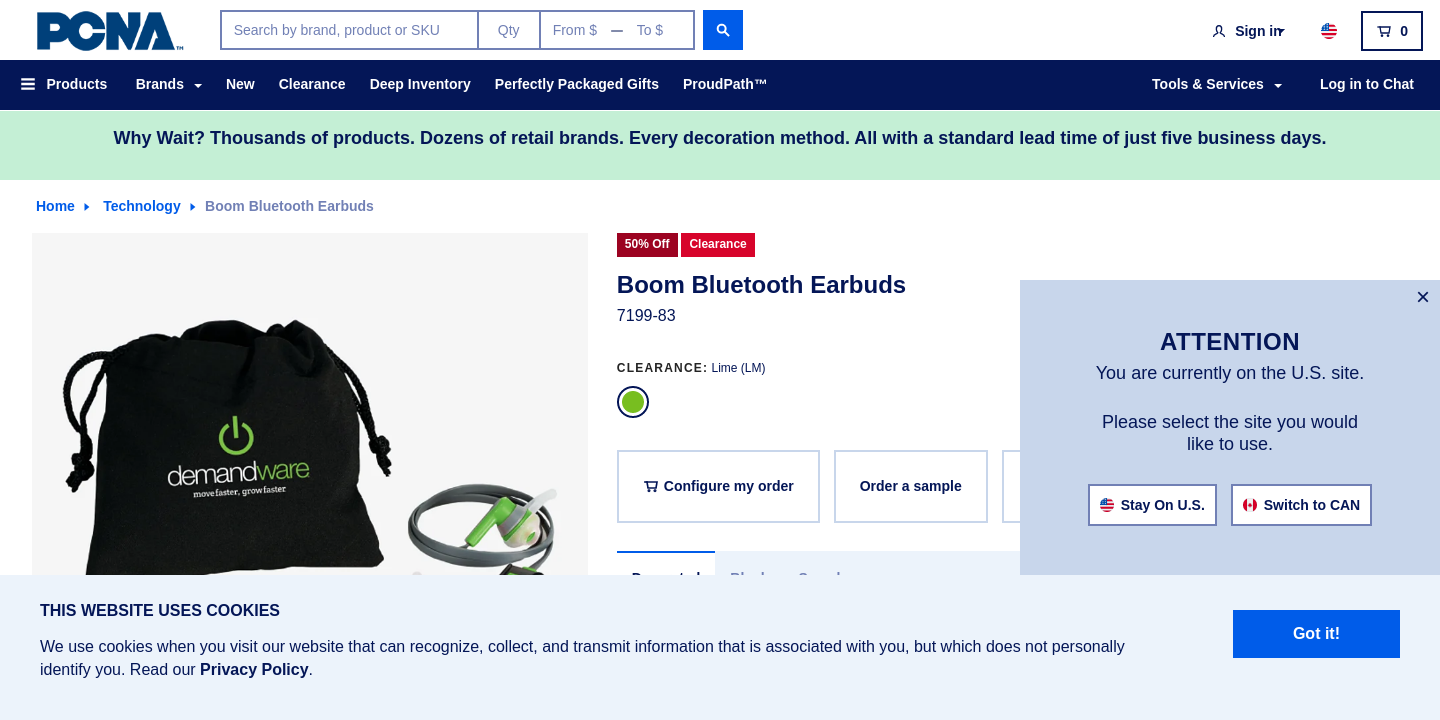 PCNA™
Search by brand, product or SKU
Qty
From $ — To $
Sign in
0
Products
Brands
New
Clearance
Deep Inventory
Perfectly Packaged Gifts
ProudPath™
Tools & Services
Log in to Chat
Why Wait? Thousands of products. Dozens of retail brands. Every decoration method. All with a standard lead time of just five business days.
Home
Technology
Boom Bluetooth Earbuds
demandware
move faster, grow faster
50% Off
Clearance
Boom Bluetooth Earbuds
7199-83
CLEARANCE: Lime (LM)
Configure my order
Order a sample
ATTENTION
You are currently on the U.S. site.
Please select the site you would
like to use.
Stay On U.S.
Switch to CAN
THIS WEBSITE USES COOKIES
We use cookies when you visit our website that can recognize, collect, and transmit information that is associated with you, but which does not personally
identify you. Read our Privacy Policy.
Got it!